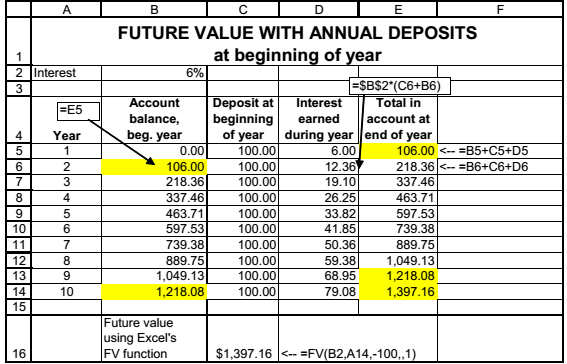 A B C D E F
1 FUTURE VALUE WITH ANNUAL DEPOSITS
at beginning of year
2 Interest 6%
3 =$B$2*(C6+B6)
=E5
4 Year Account balance, beg. year Deposit at beginning of year Interest earned during year Total in account at end of year
5 1 0.00 100.00 6.00 106.00 <-- =B5+C5+D5
6 2 106.00 100.00 12.36 218.36 <-- =B6+C6+D6
7 3 218.36 100.00 19.10 337.46
8 4 337.46 100.00 26.25 463.71
9 5 463.71 100.00 33.82 597.53
10 6 597.53 100.00 41.85 739.38
11 7 739.38 100.00 50.36 889.75
12 8 889.75 100.00 59.38 1,049.13
13 9 1,049.13 100.00 68.95 1,218.08
14 10 1,218.08 100.00 79.08 1,397.16
15
16 Future value using Excel's FV function $1,397.16 <-- =FV(B2,A14,-100,,1)